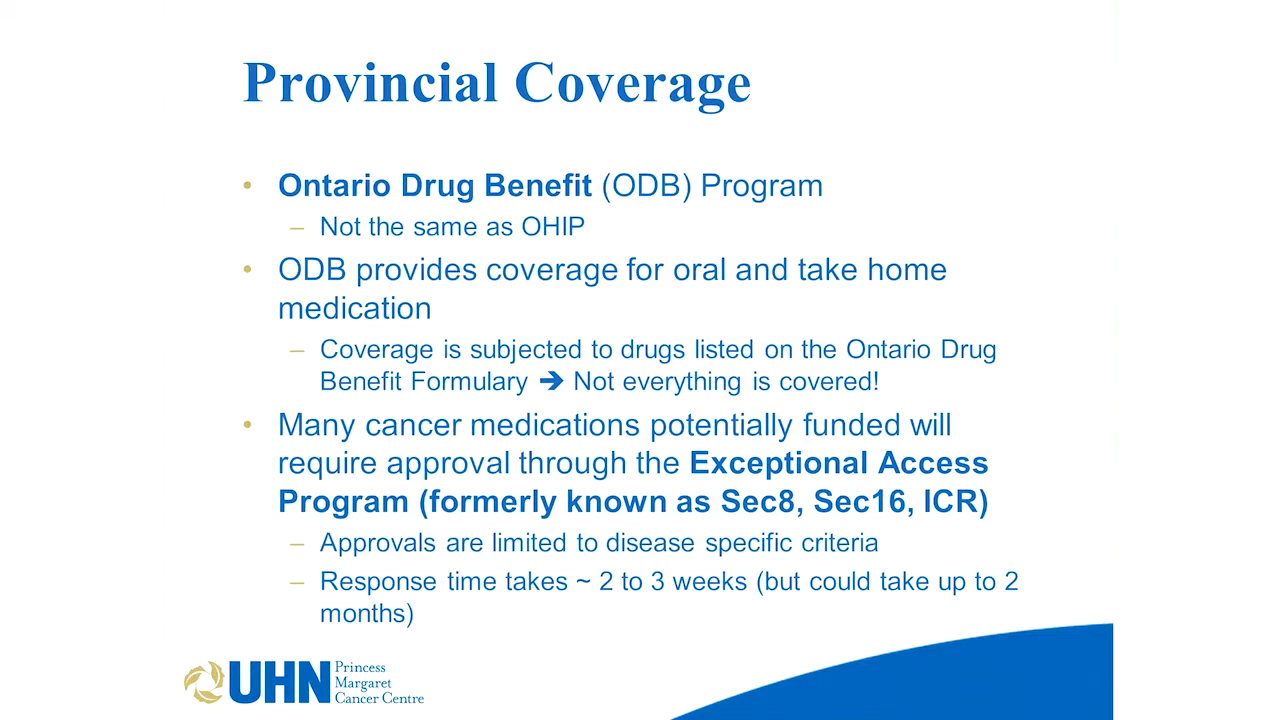 Provincial Coverage
• Ontario Drug Benefit (ODB) Program
– Not the same as OHIP
• ODB provides coverage for oral and take home
medication
– Coverage is subjected to drugs listed on the Ontario Drug
Benefit Formulary ➔ Not everything is covered!
• Many cancer medications potentially funded will
require approval through the Exceptional Access
Program (formerly known as Sec8, Sec16, ICR)
– Approvals are limited to disease specific criteria
– Response time takes ~ 2 to 3 weeks (but could take up to 2
months)
UHN
Princess
Margaret
Cancer Centre